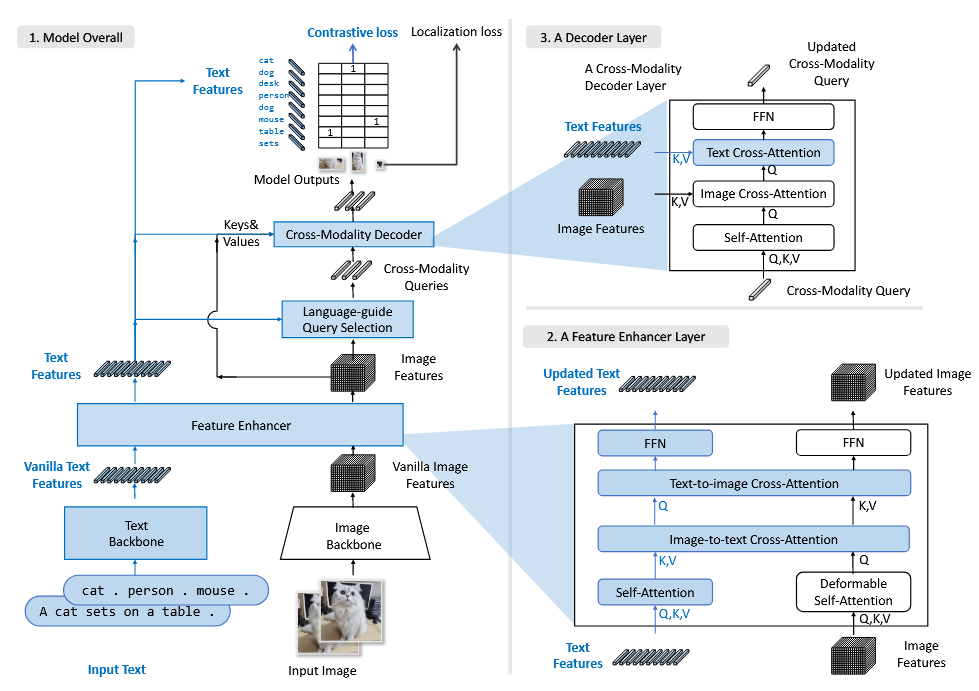 1. Model Overall
Contrastive loss
Localization loss
Text
Features
cat
dog
desk
person
dog
mouse
table
sets
1
1
1
Model Outputs
Keys&
Values
Cross-Modality Decoder
Cross-Modality
Queries
Language-guide
Query Selection
Text
Features
Image
Features
Feature Enhancer
Vanilla Text
Features
Vanilla Image
Features
Text
Backbone
Image
Backbone
cat . person . mouse .
A cat sets on a table .
Input Text
Input Image
3. A Decoder Layer
Updated
Cross-Modality
Query
A Cross-Modality
Decoder Layer
FFN
Text Features
Text Cross-Attention
K,V
Q
Image Cross-Attention
K,V
Q
Image Features
Self-Attention
Q,K,V
Cross-Modality Query
2. A Feature Enhancer Layer
Updated Text
Features
Updated Image
Features
FFN
FFN
Text-to-image Cross-Attention
Q
K,V
Image-to-text Cross-Attention
K,V
Q
Self-Attention
Deformable
Self-Attention
Q,K,V
Q,K,V
Text
Features
Image
Features